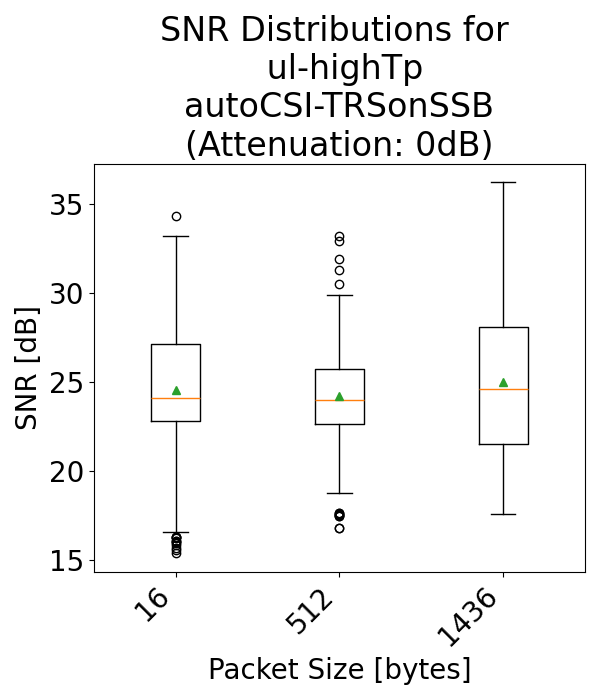 SNR Distributions for
ul-highTp
autoCSI-TRSonSSB
(Attenuation: 0dB)
35
30
25
20
15
SNR [dB]
16
512
1436
Packet Size [bytes]